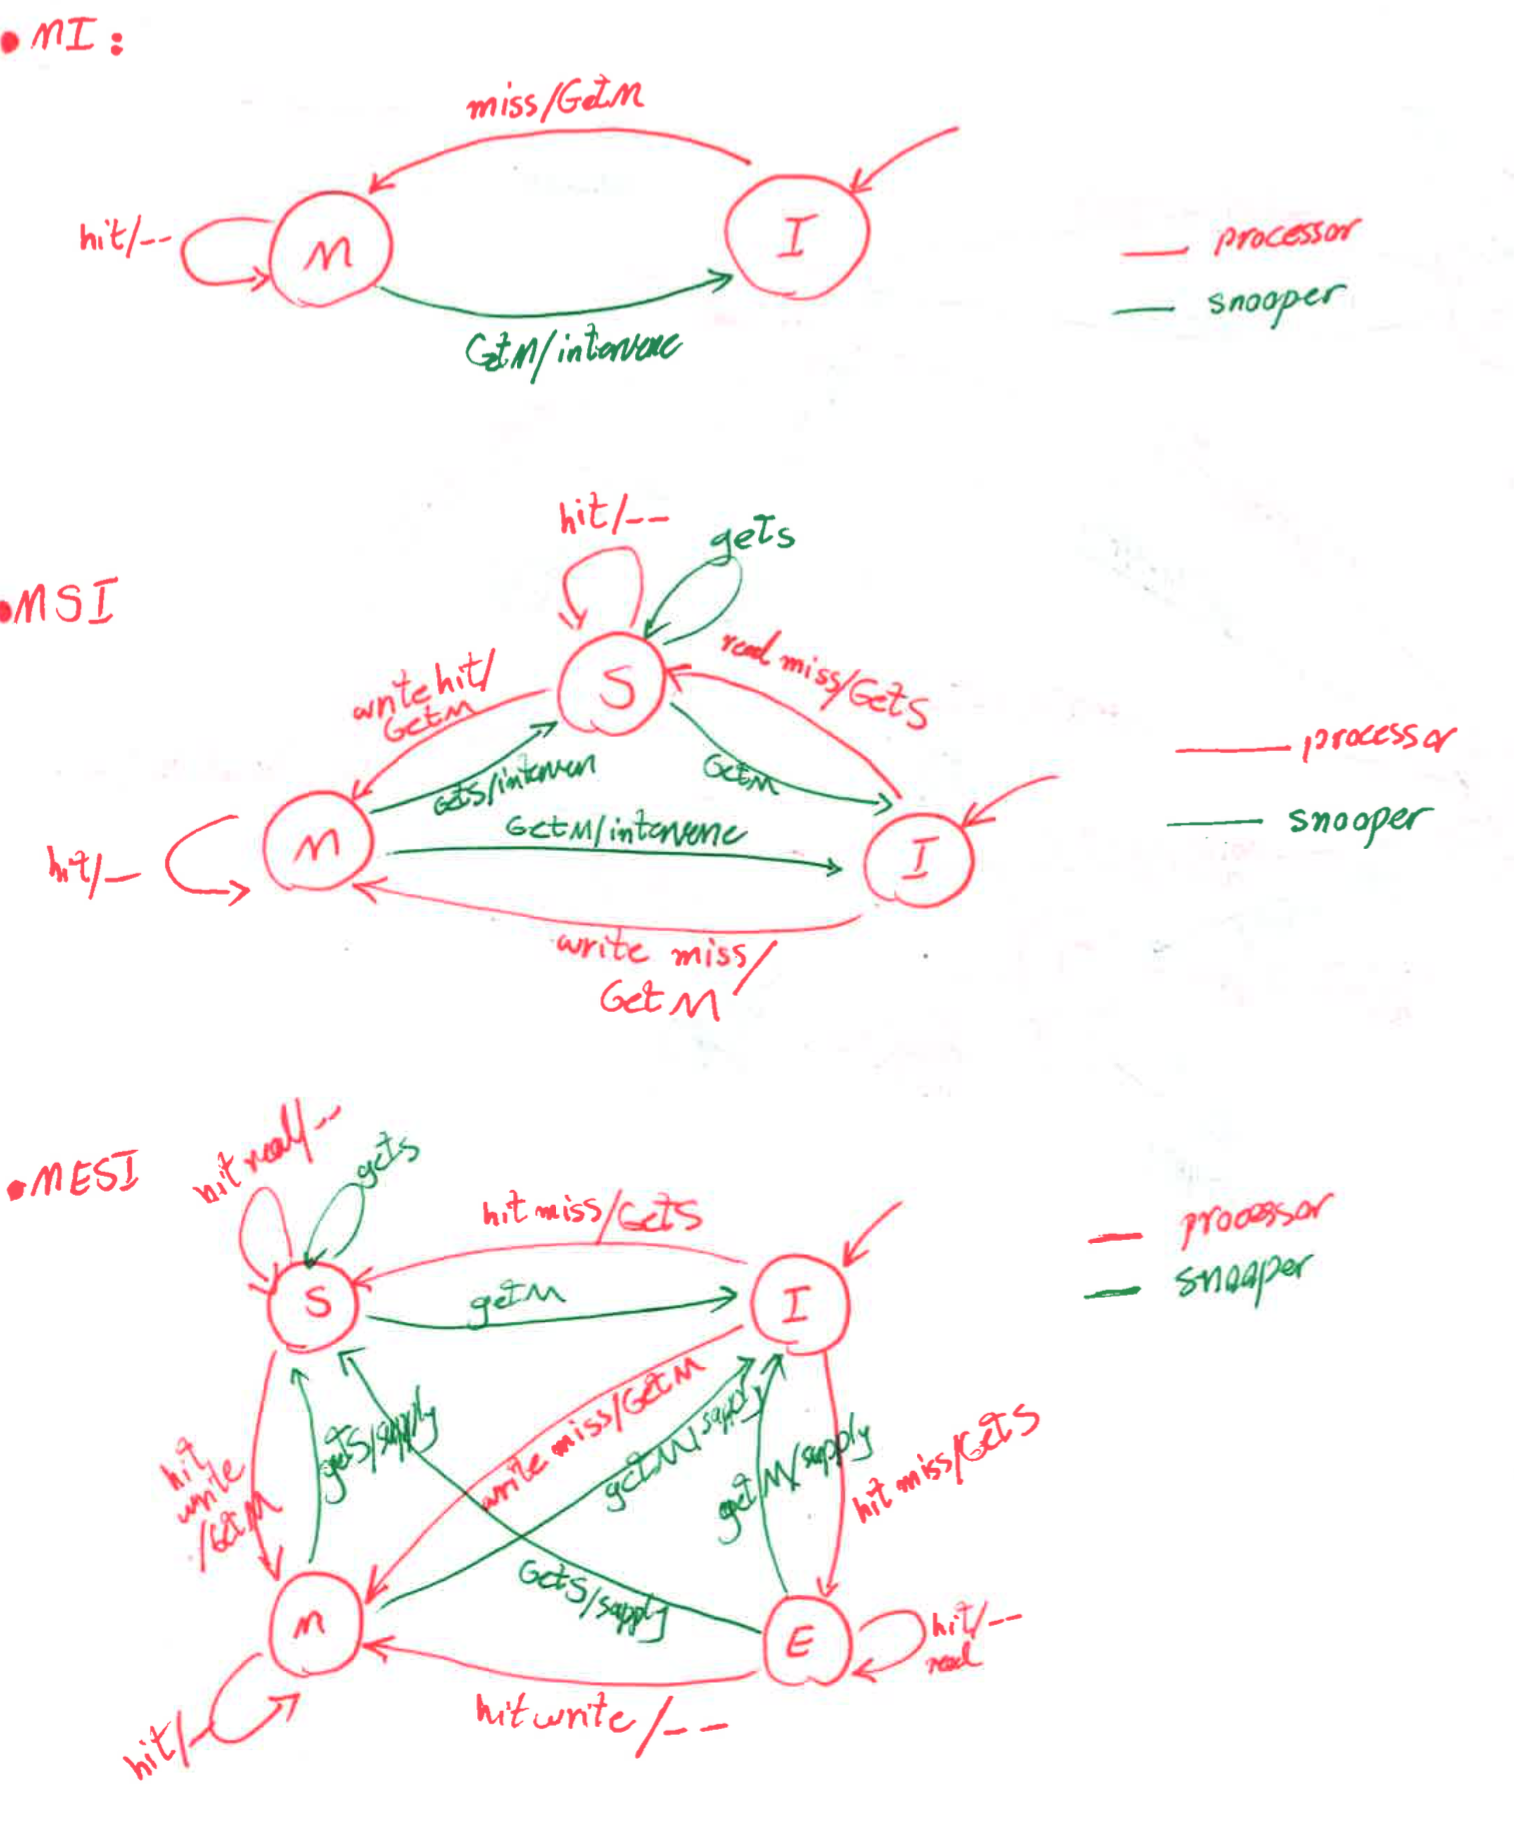 • MI:
miss/GetM
hit/--
M
I
GetM/intervene
processor
snooper
• MSI
hit/--
getS
S
write hit/
GetM
read miss/GetS
GetS/interven
GetM
GetM/intervene
M
I
hit/--
write miss/
GetM
processor
snooper
• MESI
hit read/--
gets
hit miss/GetS
S
getM
I
processor
snooper
hit
write
/GetM
getS/supply
write miss/GetM
getM/supply
getM/supply
hit miss/GetS
GetS/supply
M
E
hit/--
read
hit write/--
hit/-